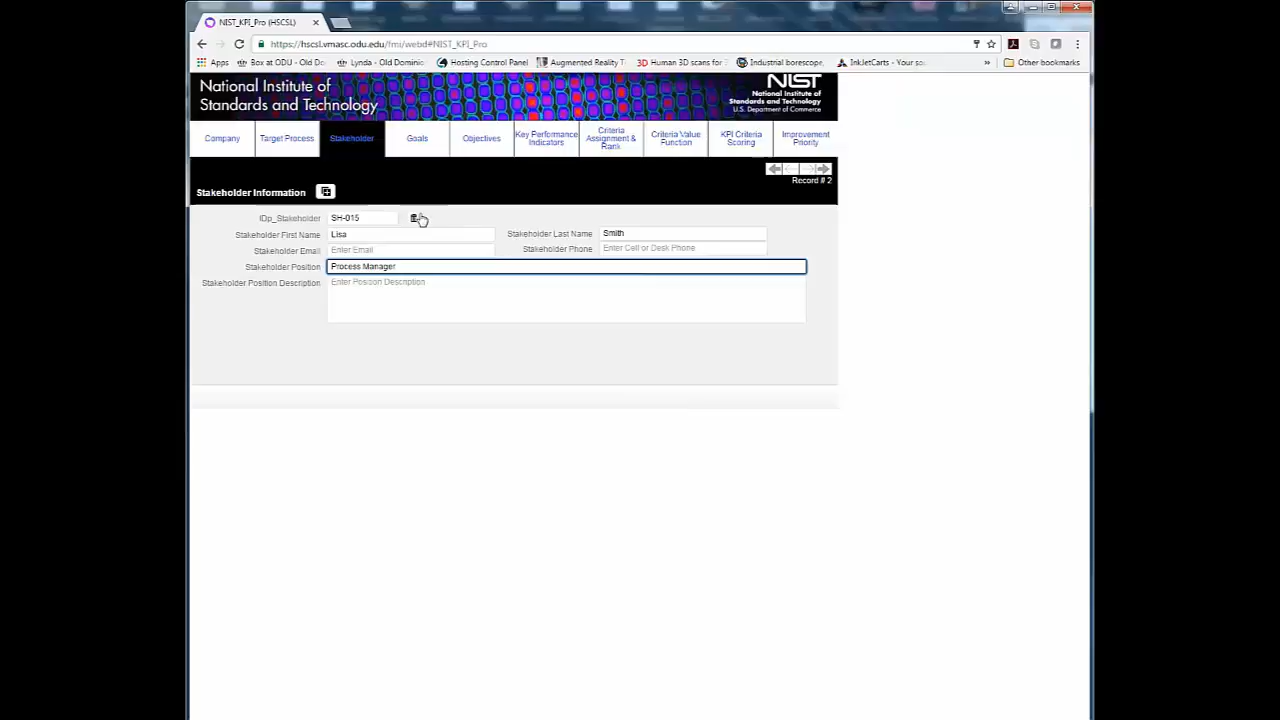 NIST_KPI_Pro (HSCSL)
https://hscsl.vmasc.odu.edu/fmi/webd#NIST_KPI_Pro
Apps
Box at ODU - Old Do
Lynda - Old Dominio
Hosting Control Panel
Augmented Reality T
3D Human 3D scans for
Industrial borescope,
InkJetCarts - Your so
» Other bookmarks
National Institute of
Standards and Technology
NIST
National Institute of
Standards and Technology
U.S. Department of Commerce
Company
Target Process
Stakeholder
Goals
Objectives
Key Performance
Indicators
Criteria
Assignment &
Rank
Criteria Value
Function
KPI Criteria
Scoring
Improvement
Priority
Record # 2
Stakeholder Information
IDp_Stakeholder SH-015
Stakeholder First Name Lisa Stakeholder Last Name Smith
Stakeholder Email Enter Email Stakeholder Phone Enter Cell or Desk Phone
Stakeholder Position Process Manager
Stakeholder Position Description Enter Position Description